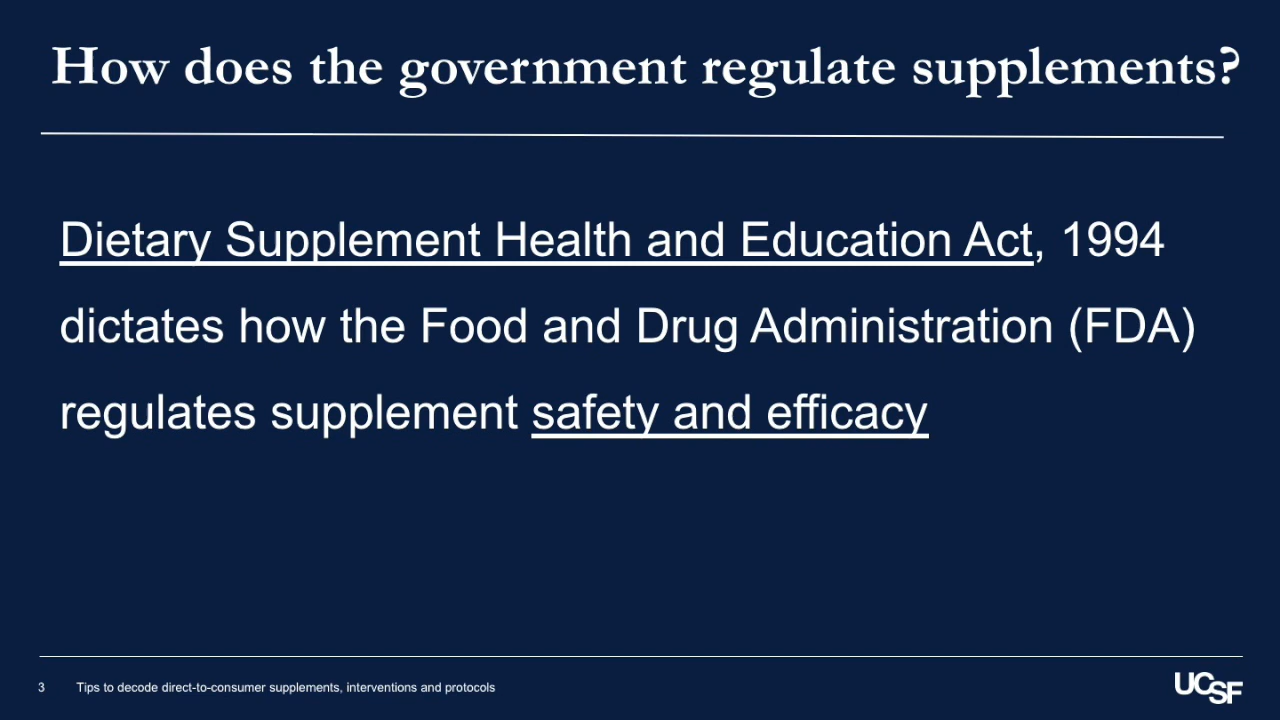 How does the government regulate supplements?
Dietary Supplement Health and Education Act, 1994
dictates how the Food and Drug Administration (FDA)
regulates supplement safety and efficacy
3 Tips to decode direct-to-consumer supplements, interventions and protocols
UCSF